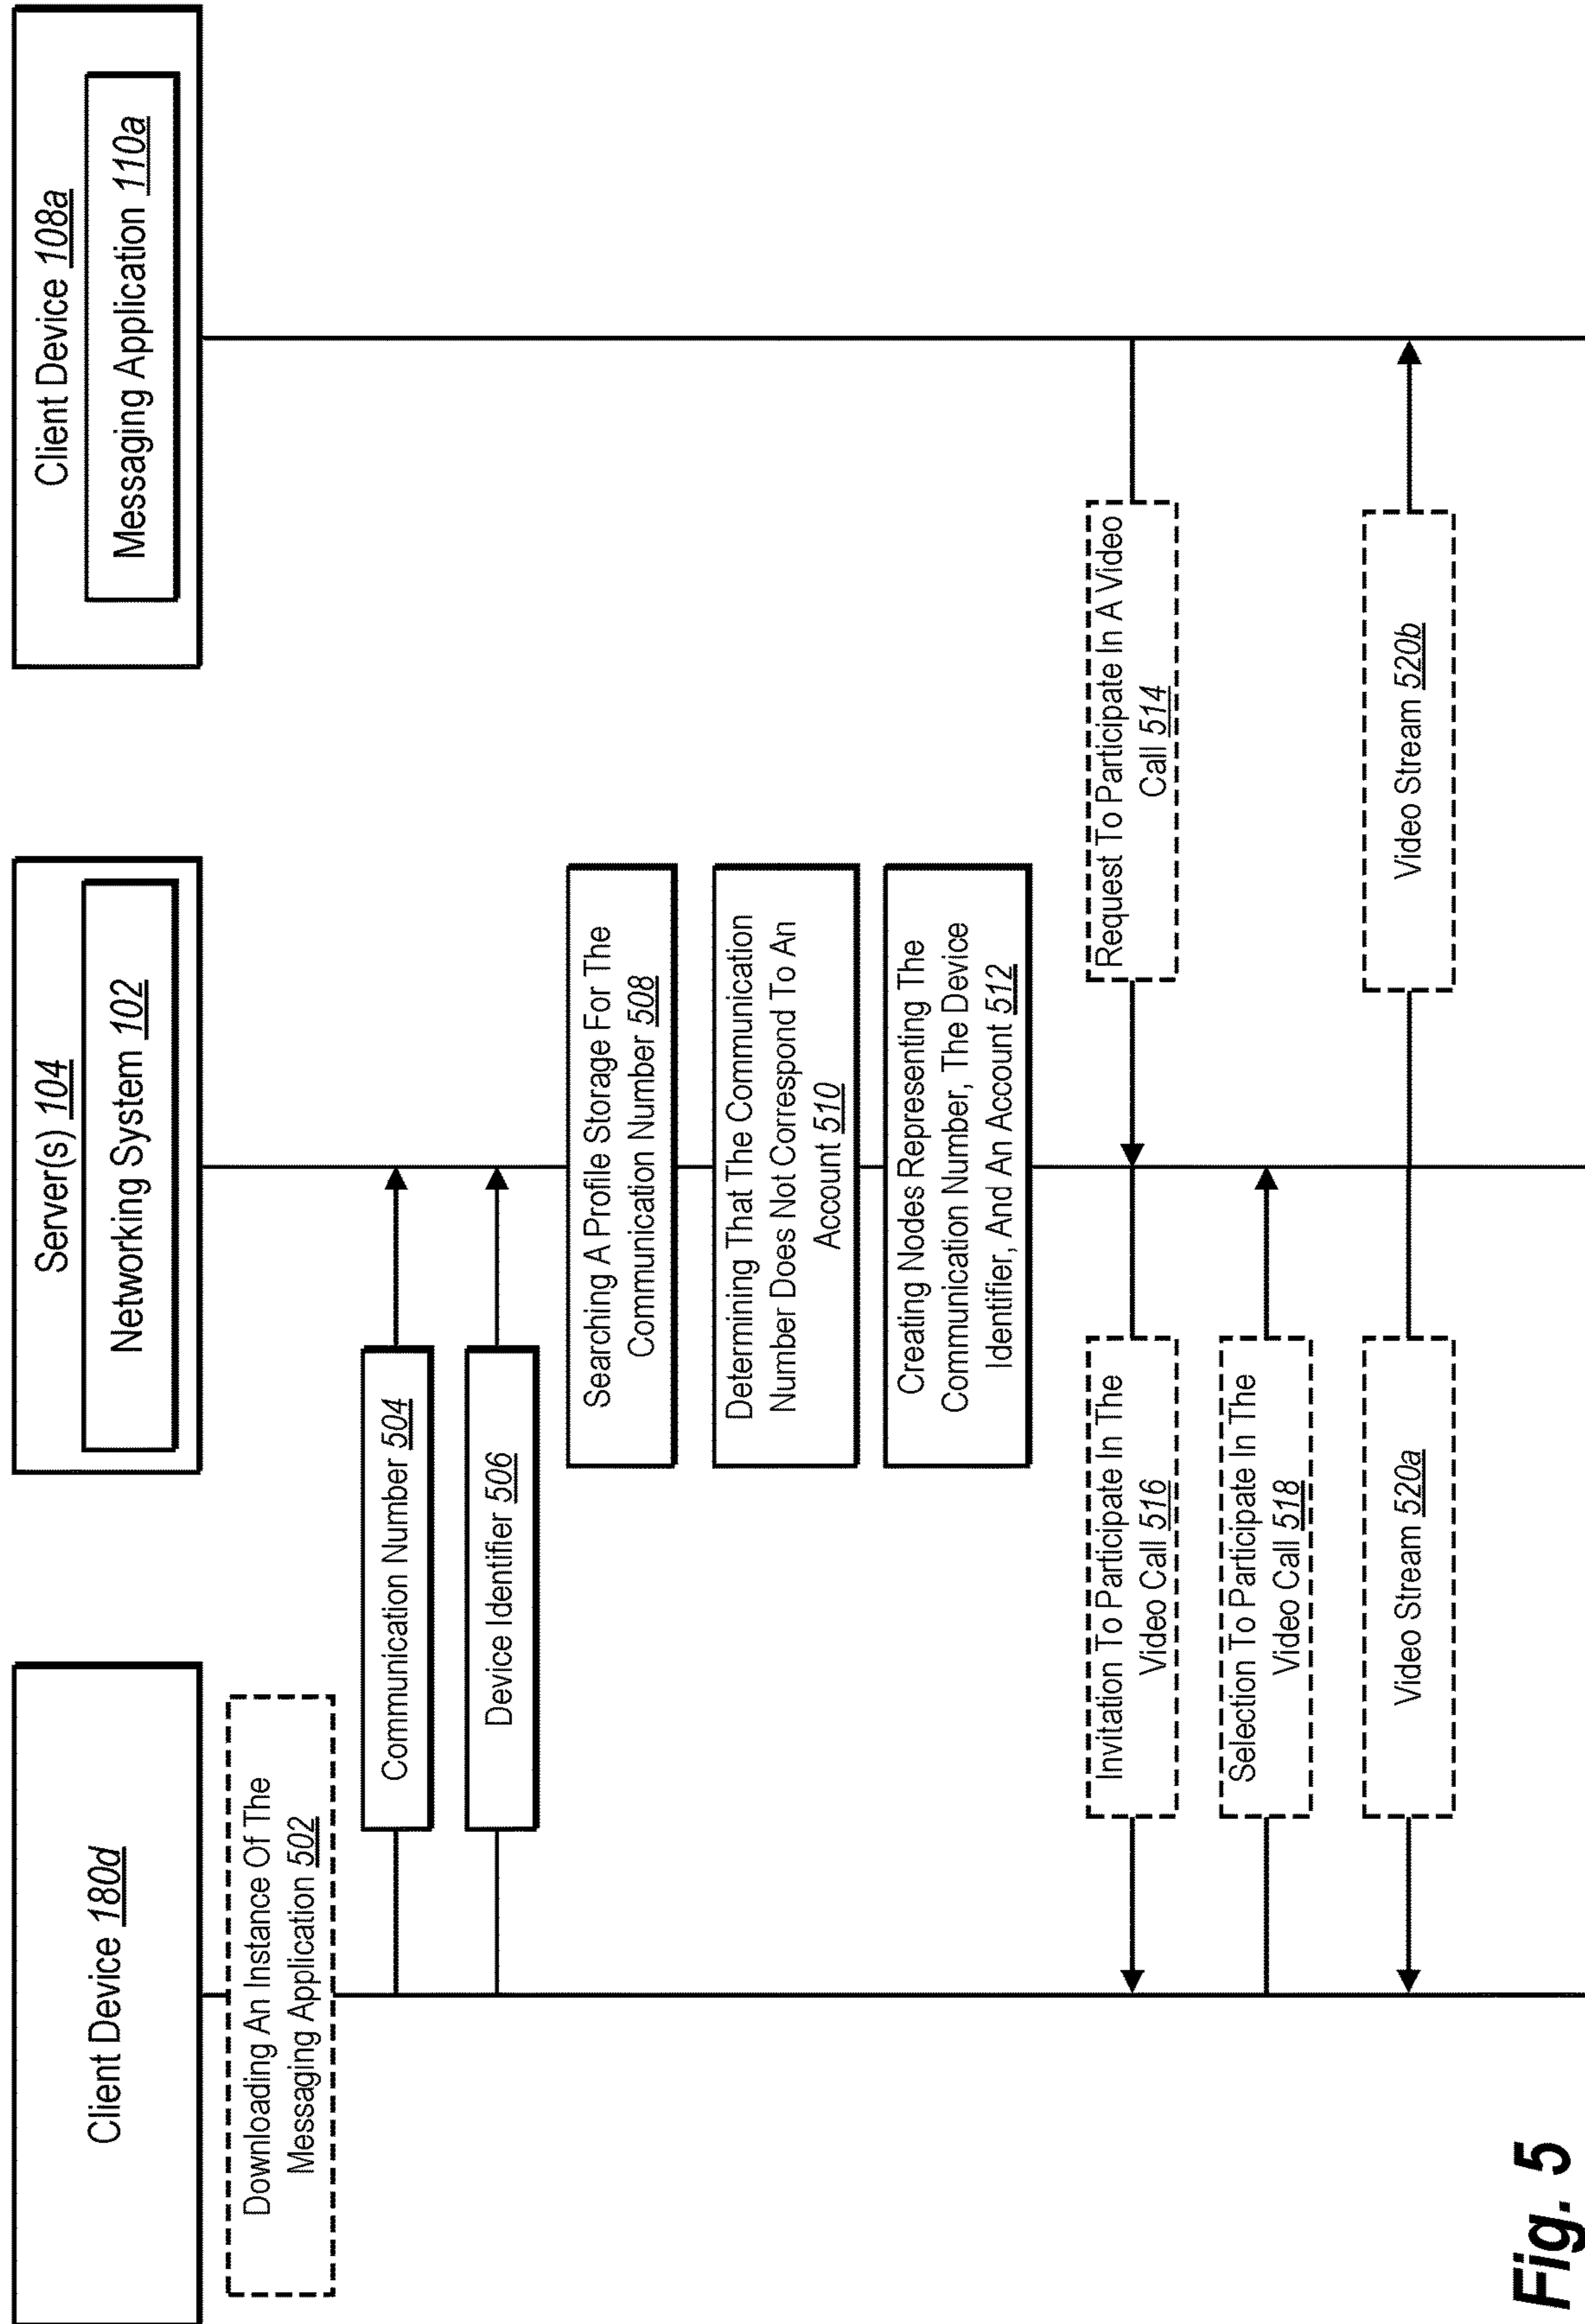 Client Device 180d
Server(s) 104
Networking System 102
Client Device 108a
Messaging Application 110a
Downloading An Instance Of The
Messaging Application 502
Communication Number 504
Device Identifier 506
Searching A Profile Storage For The
Communication Number 508
Determining That The Communication
Number Does Not Correspond To An
Account 510
Creating Nodes Representing The
Communication Number, The Device
Identifier, And An Account 512
Request To Participate In A Video
Call 514
Invitation To Participate In The
Video Call 516
Selection To Participate In The
Video Call 518
Video Stream 520a
Video Stream 520b
Fig. 5